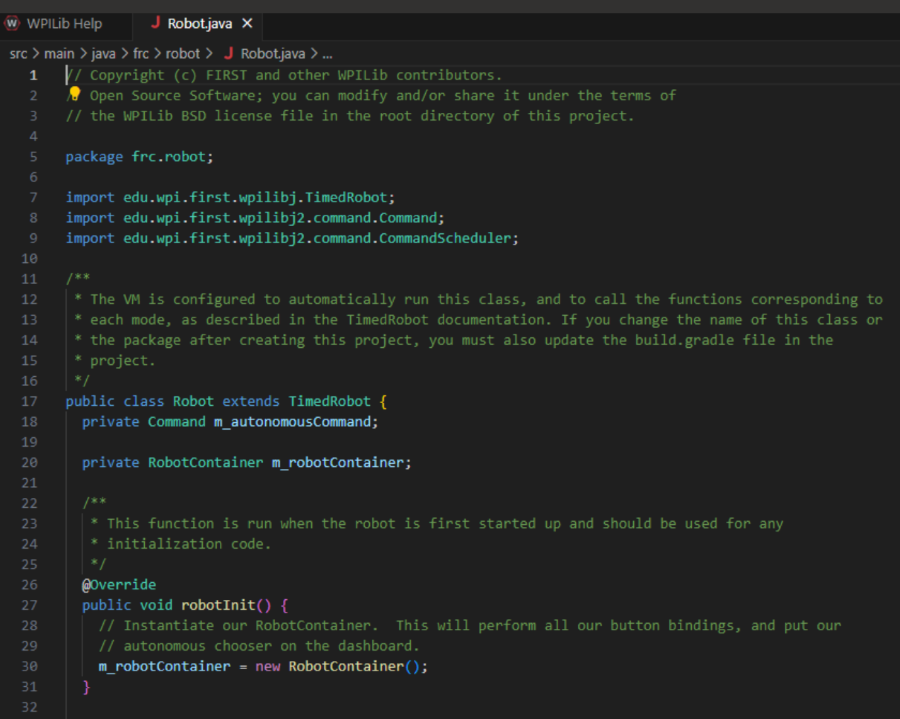 WPILib Help
Robot.java
src > main > java > frc > robot > Robot.java > ...
1 // Copyright (c) FIRST and other WPILib contributors.
2 // Open Source Software; you can modify and/or share it under the terms of
3 // the WPILib BSD license file in the root directory of this project.
4
5 package frc.robot;
6
7 import edu.wpi.first.wpilibj.TimedRobot;
8 import edu.wpi.first.wpilibj2.command.Command;
9 import edu.wpi.first.wpilibj2.command.CommandScheduler;
10
11 /**
12  * The VM is configured to automatically run this class, and to call the functions corresponding to
13  * each mode, as described in the TimedRobot documentation. If you change the name of this class or
14  * the package after creating this project, you must also update the build.gradle file in the
15  * project.
16  */
17 public class Robot extends TimedRobot {
18   private Command m_autonomousCommand;
19
20   private RobotContainer m_robotContainer;
21
22   /**
23    * This function is run when the robot is first started up and should be used for any
24    * initialization code.
25    */
26   @Override
27   public void robotInit() {
28     // Instantiate our RobotContainer.  This will perform all our button bindings, and put our
29     // autonomous chooser on the dashboard.
30     m_robotContainer = new RobotContainer();
31   }
32